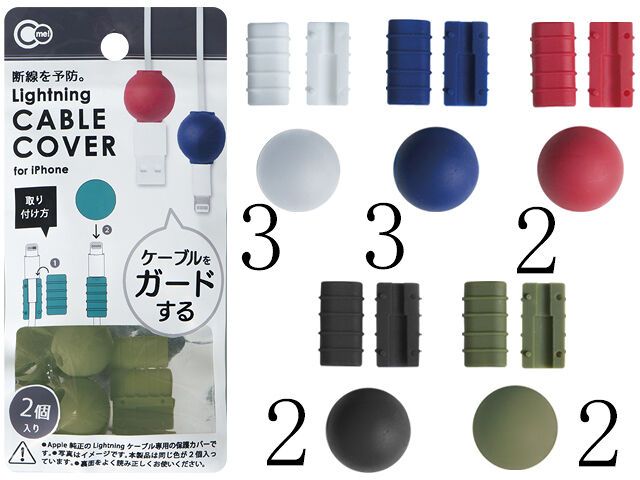 Come!
断線を予防。
Lightning
CABLE
COVER
for iPhone
取り
付け方
②
①
ケーブルを
ガード
する
2個
入り
●Apple 純正の Lightning ケーブル専用の保護カバーで
す。●写真はイメージです。本製品は同じ色が2個入っ
ています。●裏面をよく読み正しくお使いください。
3
3
2
2
2